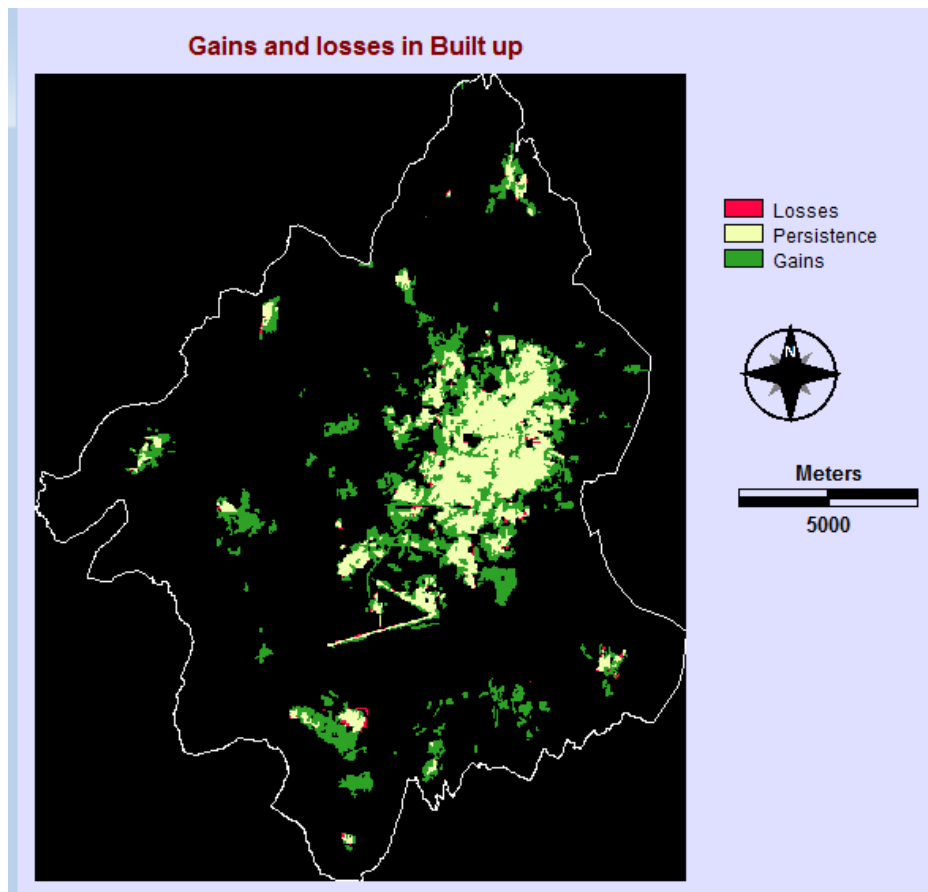 Gains and losses in Built up
Losses
Persistence
Gains
N
Meters
5000